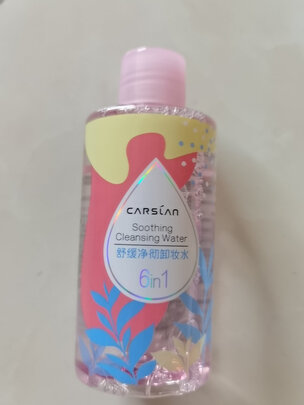 CARSLAN
Soothing
Cleansing Water
舒缓净彻卸妆水
6in1